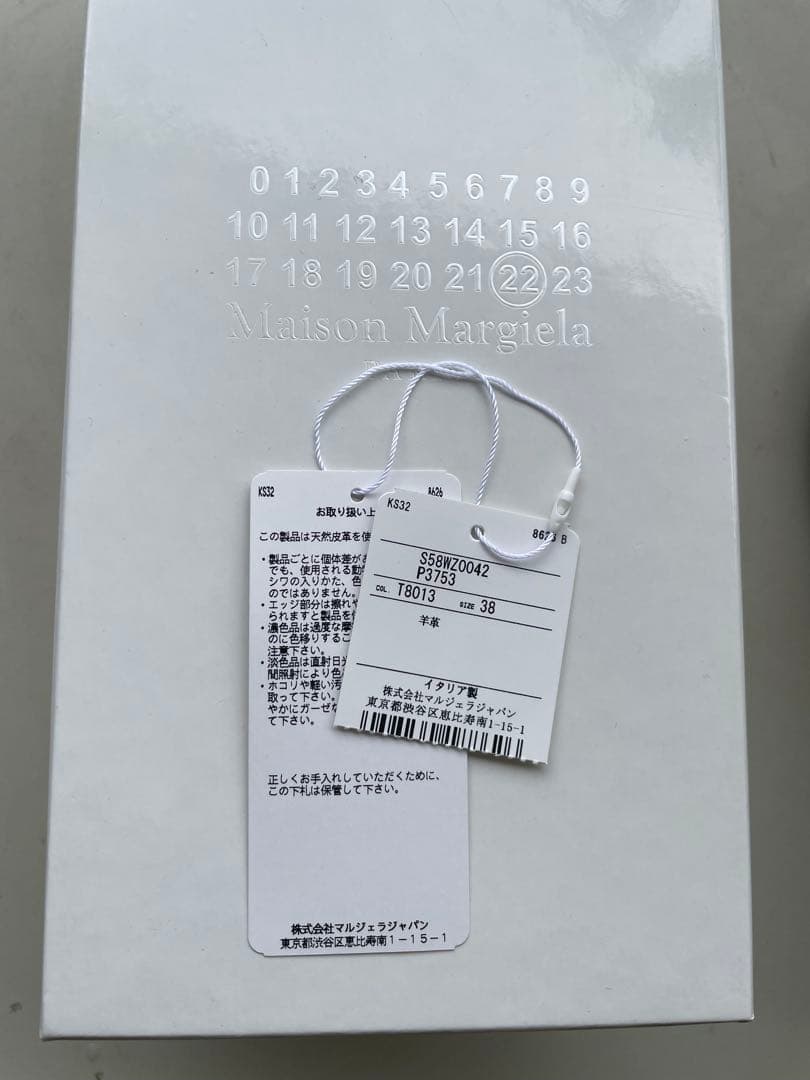 0 1 2 3 4 5 6 7 8 9
10 11 12 13 14 15 16
17 18 19 20 21 22 23
Maison Margiela
KS32 8626
お取り扱い上
この製品は天然皮革を使
・製品ごとに個体差が
でも、使用される動
シワの入りかた、色
のではありません。
・エッジ部分は擦れや
られますと製品を
・濃色品は過度な摩
のに色移りするこ
注意下さい。
・淡色品は直射日光
間照射により色
・ホコリや軽い汚
取って下さい。
やかにガーゼな
て下さい。
正しくお手入れしていただくために、
この下札は保管して下さい。
株式会社マルジェラジャパン
東京都渋谷区恵比寿南1-15-1
KS32 8626 B
S58WZ0042
P3753
COL. T8013 SIZE 38
羊革
イタリア製
株式会社マルジェラジャパン
東京都渋谷区恵比寿南1-15-1